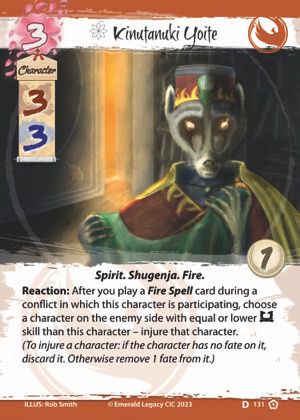 3 Kinutanuki Yoite
Character
3
3
1
Spirit. Shugenja. Fire.
Reaction: After you play a Fire Spell card during a
conflict in which this character is participating, choose
a character on the enemy side with equal or lower
skill than this character – injure that character.
(To injure a character: if the character has no fate on it,
discard it. Otherwise remove 1 fate from it.)
ILLUS: Rob Smith © Emerald Legacy CIC 2023 D 131